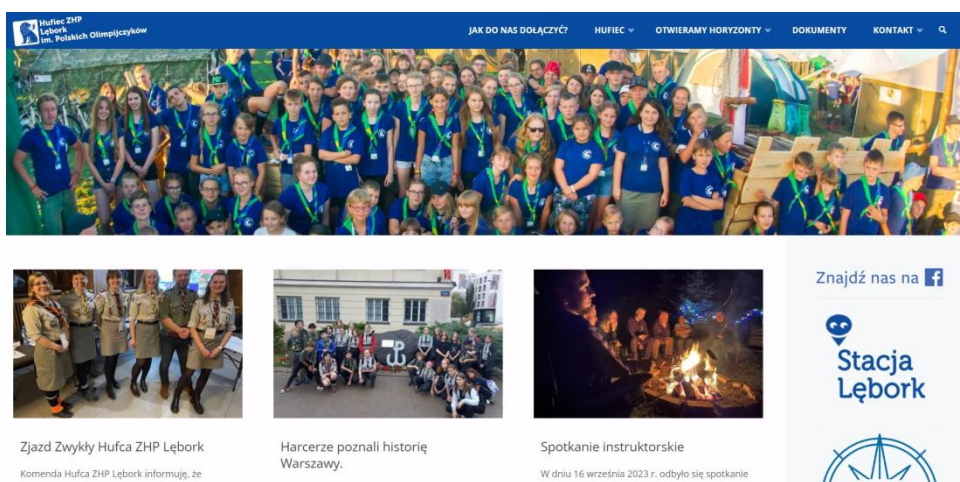 Hufiec ZHP
Lębork
im. Polskich Olimpijczyków
JAK DO NAS DOŁĄCZYĆ? HUFIEC OTWIERAMY HORYZONTY DOKUMENTY KONTAKT
Zjazd Zwykły Hufca ZHP Lębork
Komenda Hufca ZHP Lębork informuję, że
Harcerze poznali historię
Warszawy.
Spotkanie instruktorskie
W dniu 16 września 2023 r. odbyło się spotkanie
Znajdź nas na f
Stacja
Lębork